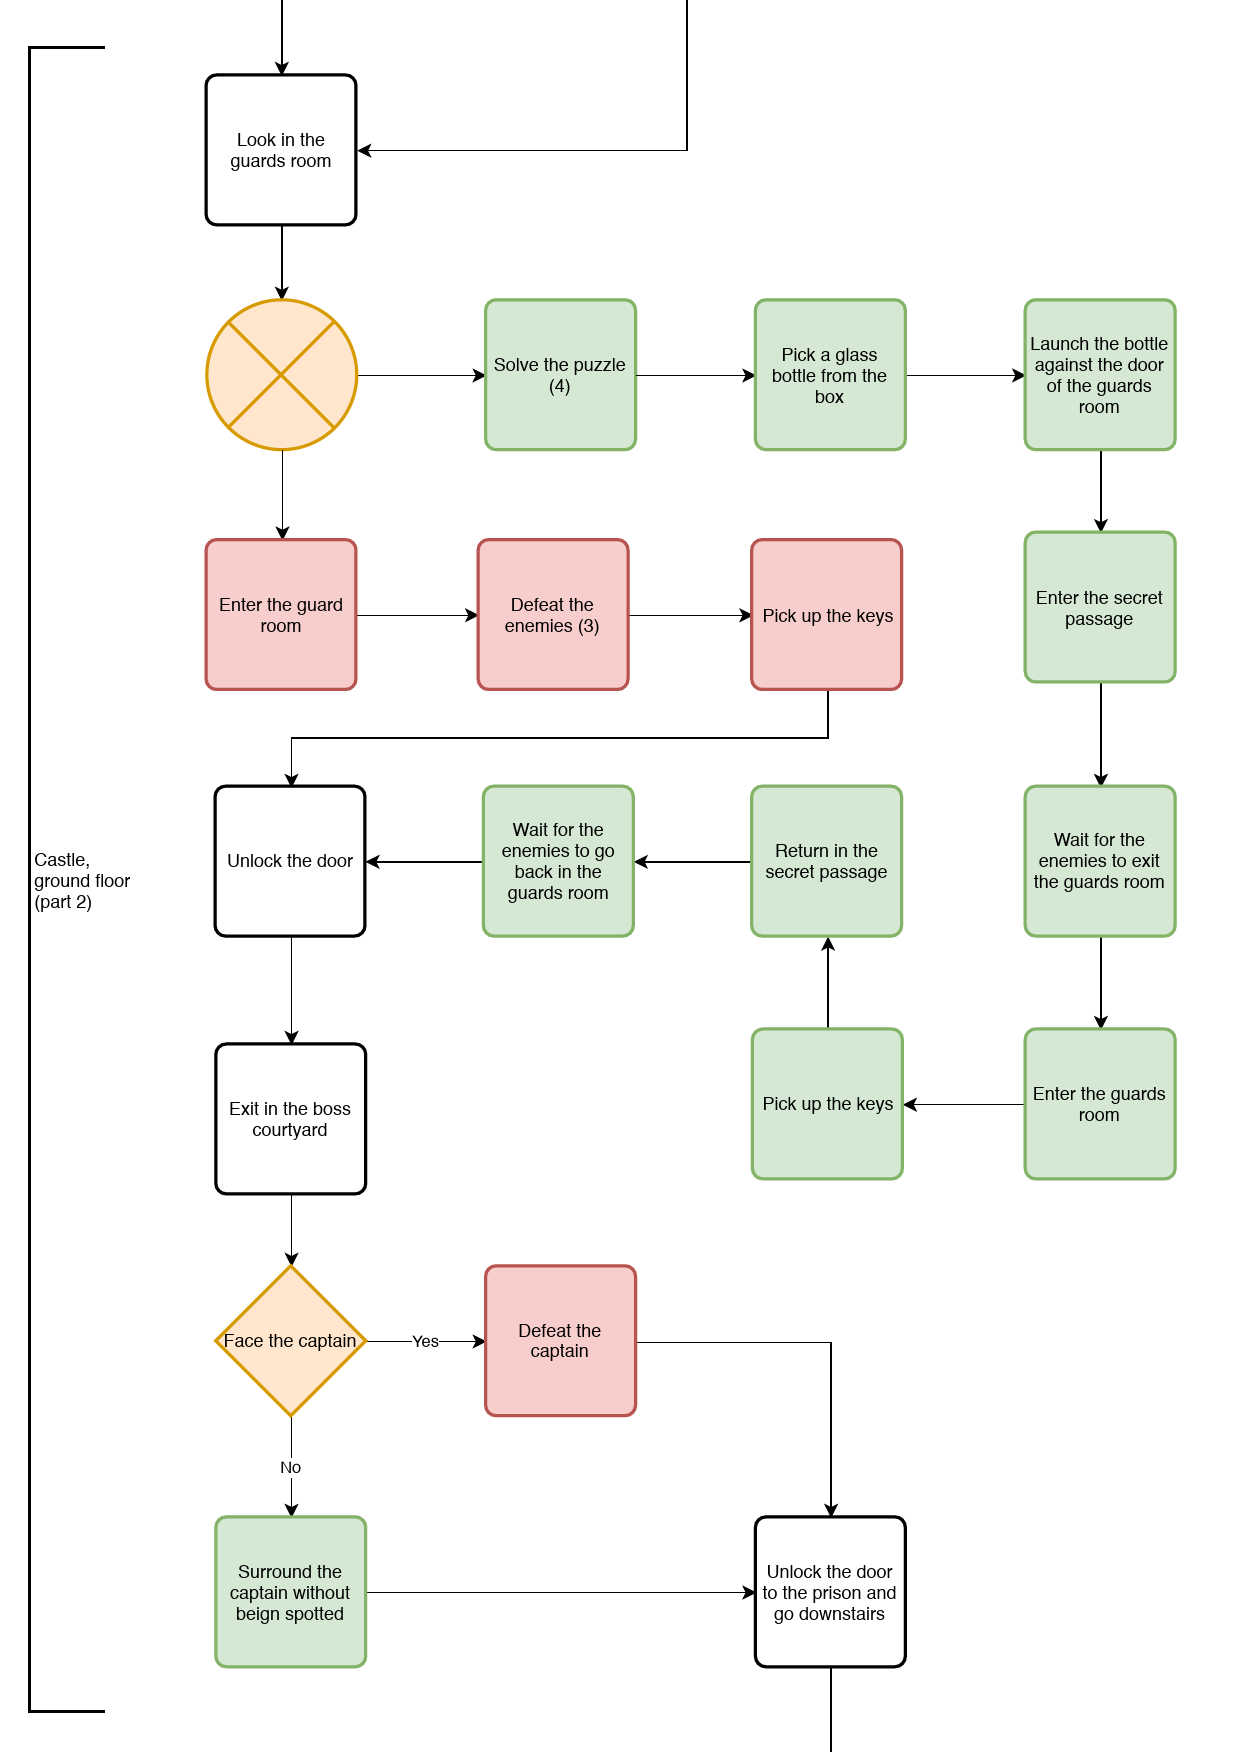 Look in the
guards room
Solve the puzzle
(4)
Pick a glass
bottle from the
box
Launch the bottle
against the door
of the guards
room
Enter the guard
room
Defeat the
enemies (3)
Pick up the keys
Enter the secret
passage
Castle,
ground floor
(part 2)
Unlock the door
Wait for the
enemies to go
back in the
guards room
Return in the
secret passage
Wait for the
enemies to exit
the guards room
Exit in the boss
courtyard
Pick up the keys
Enter the guards
room
Face the captain
Yes
Defeat the
captain
No
Surround the
captain without
beign spotted
Unlock the door
to the prison and
go downstairs